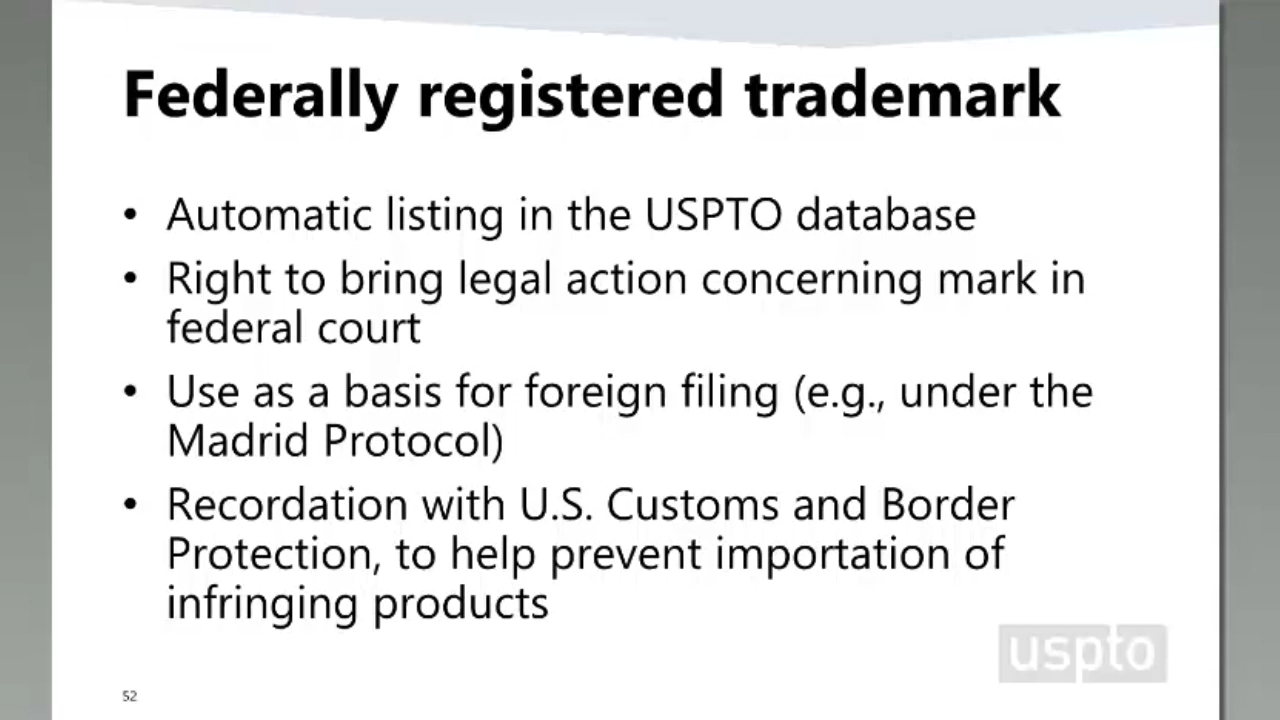 Federally registered trademark
• Automatic listing in the USPTO database
• Right to bring legal action concerning mark in
federal court
• Use as a basis for foreign filing (e.g., under the
Madrid Protocol)
• Recordation with U.S. Customs and Border
Protection, to help prevent importation of
infringing products
uspto
52